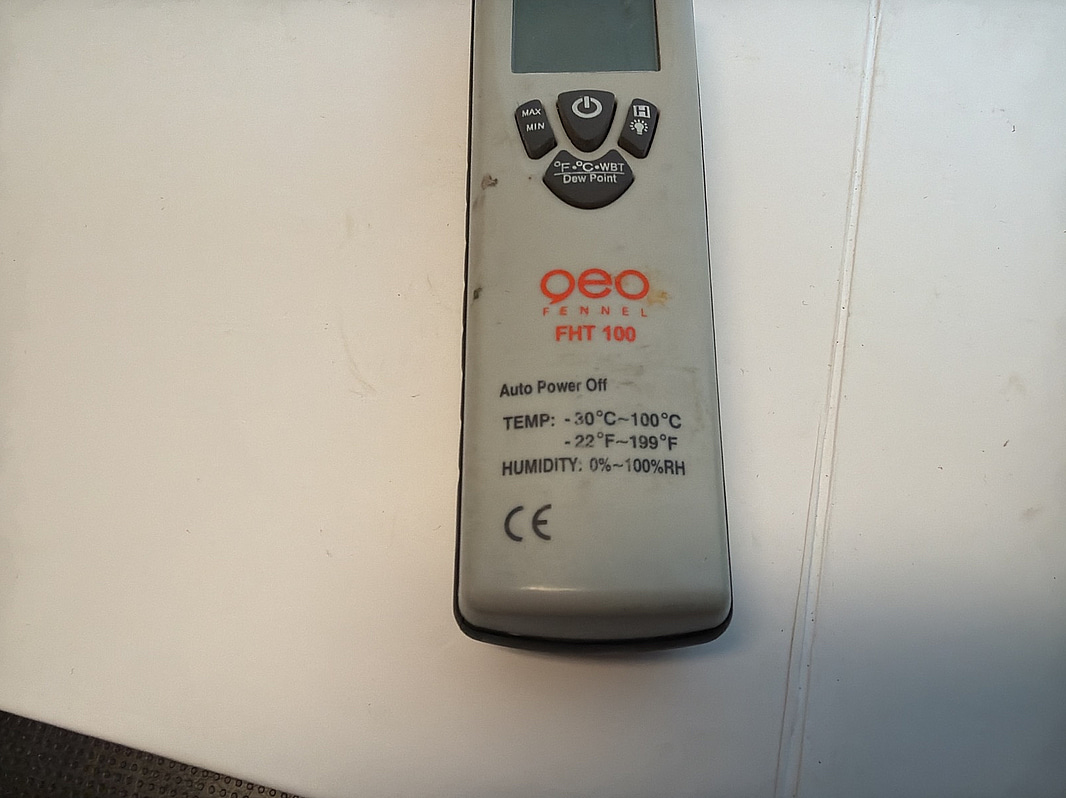 MAX
MIN
H
°F•°C•WBT
Dew Point
geo
FENNEL
FHT 100
Auto Power Off
TEMP: -30°C~100°C
-22°F~199°F
HUMIDITY: 0%~100%RH
CE